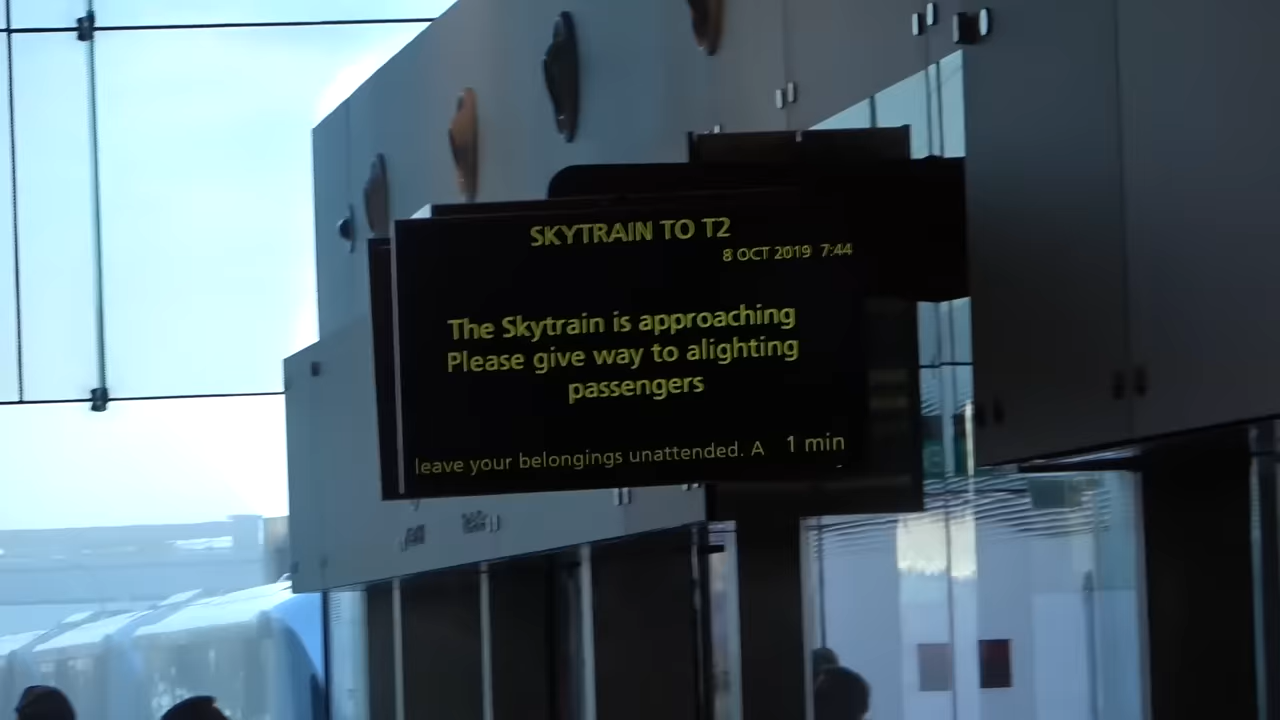 SKYTRAIN TO T2
8 OCT 2019 7:44
The Skytrain is approaching
Please give way to alighting
passengers
leave your belongings unattended. A 1 min